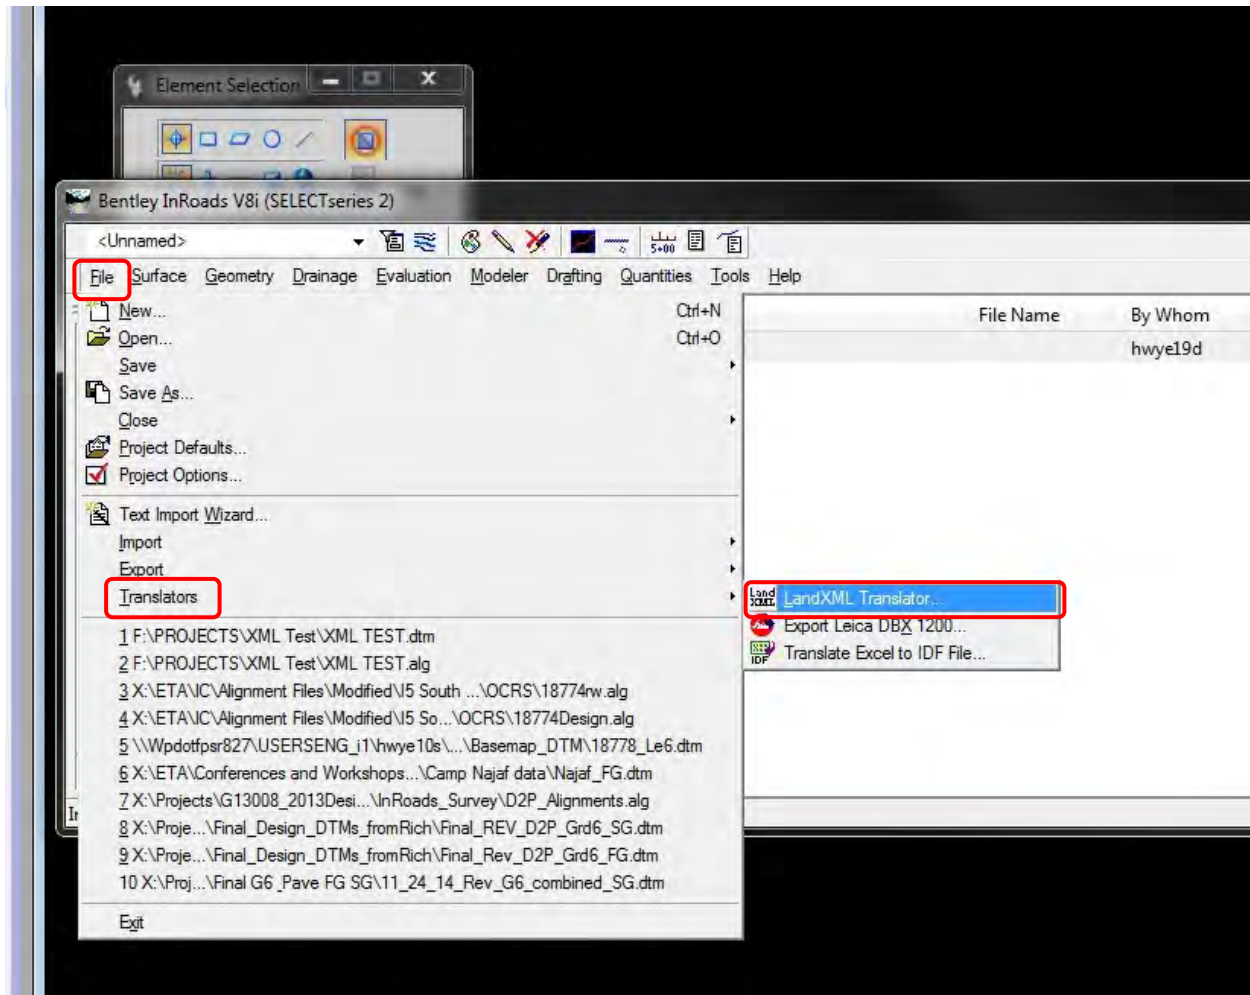 Element Selection
Bentley InRoads V8i (SELECTseries 2)
<Unnamed>
5+00
File Surface Geometry Drainage Evaluation Modeler Drafting Quantities Tools Help
New... Ctrl+N
Open... Ctrl+O
Save
Save As...
Close
Project Defaults...
Project Options...
Text Import Wizard...
Import
Export
Translators
1 F:\PROJECTS\XML Test\XML TEST.dtm
2 F:\PROJECTS\XML Test\XML TEST.alg
3 X:\ETA\IC\Alignment Files\Modified\I5 South ...\OCRS\18774rw.alg
4 X:\ETA\IC\Alignment Files\Modified\I5 So...\OCRS\18774Design.alg
5 \\Wpdotfpsr827\USERSENG_i1\hwye10s\...\Basemap_DTM\18778_Le6.dtm
6 X:\ETA\Conferences and Workshops...\Camp Najaf data\Najaf_FG.dtm
7 X:\Projects\G13008_2013Desi...\InRoads_Survey\D2P_Alignments.alg
8 X:\Proje...\Final_Design_DTMs_fromRich\Final_REV_D2P_Grd6_SG.dtm
9 X:\Proje...\Final_Design_DTMs_fromRich\Final_Rev_D2P_Grd6_FG.dtm
10 X:\Proj...\Final G6 _Pave FG SG\11_24_14_Rev_G6_combined_SG.dtm
Exit
File Name By Whom
hwye19d
Land XML LandXML Translator...
Export Leica DBX 1200...
IDF Translate Excel to IDF File...